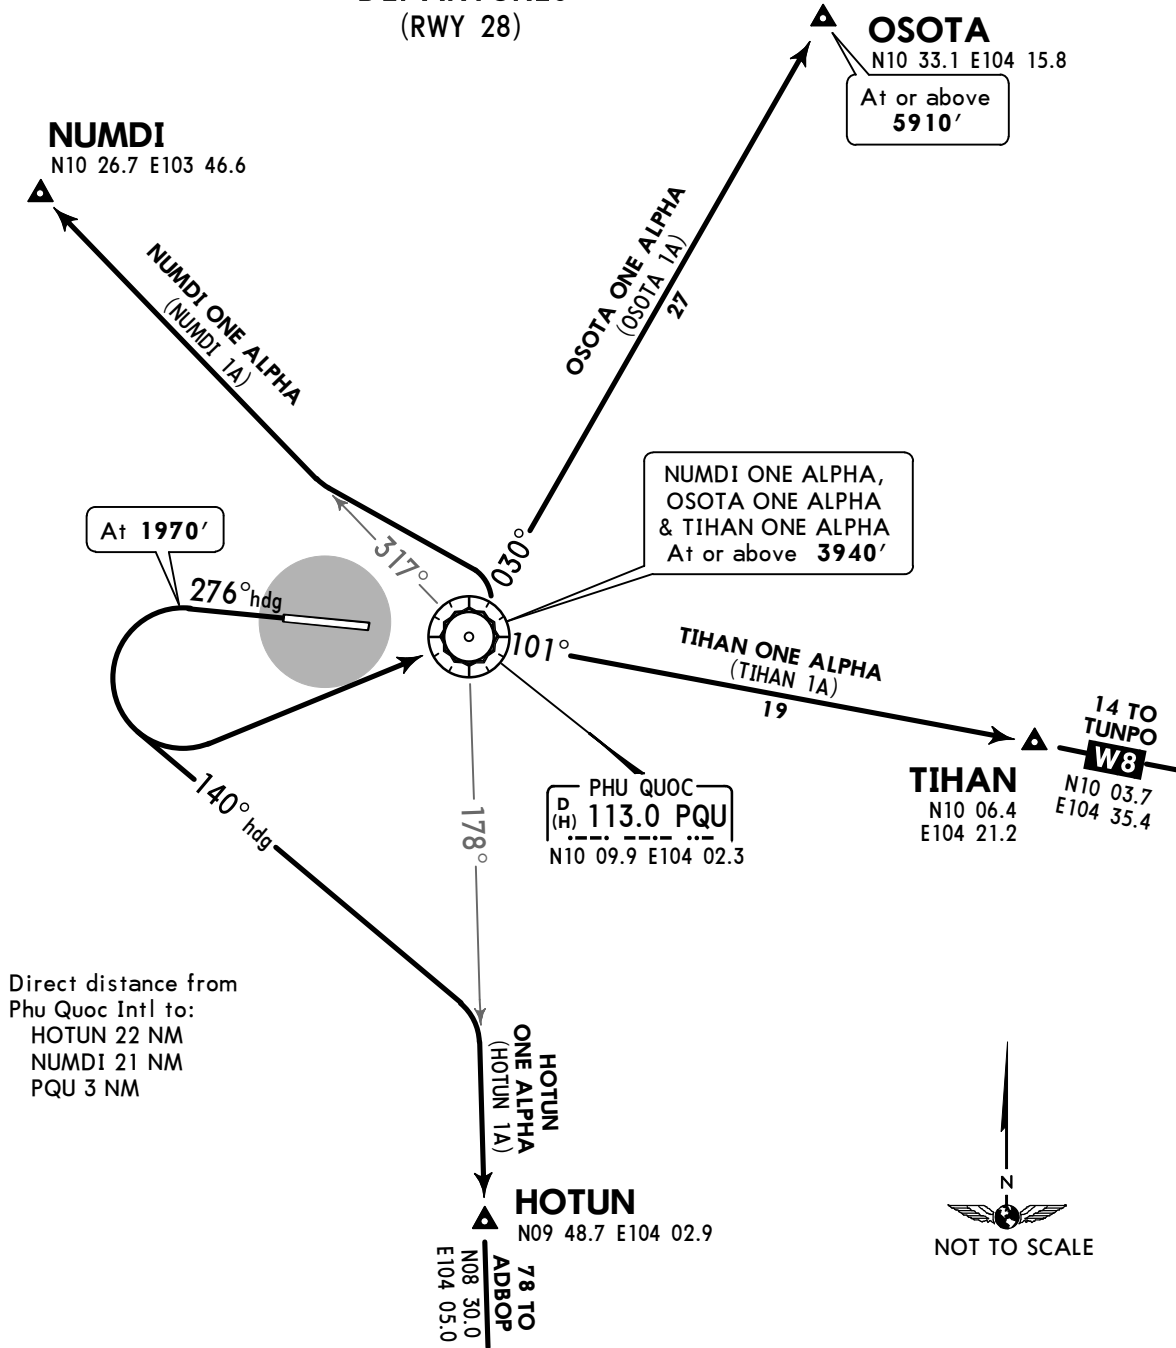 (RWY 28)
OSOTA
N10 33.1 E104 15.8
At or above
5910'
NUMDI
N10 26.7 E103 46.6
NUMDI ONE ALPHA
(NUMDI 1A)
OSOTA ONE ALPHA
(OSOTA 1A)
27
NUMDI ONE ALPHA,
OSOTA ONE ALPHA
& TIHAN ONE ALPHA
At or above 3940'
At 1970'
276° hdg
317°
030°
101°
TIHAN ONE ALPHA
(TIHAN 1A)
19
14 TO
TUNPO
W8
N10 03.7
E104 35.4
TIHAN
N10 06.4
E104 21.2
PHU QUOC
D
(H) 113.0 PQU
N10 09.9 E104 02.3
140° hdg
178°
Direct distance from
Phu Quoc Intl to:
HOTUN 22 NM
NUMDI 21 NM
PQU 3 NM
HOTUN
ONE ALPHA
(HOTUN 1A)
HOTUN
N09 48.7 E104 02.9
78 TO
ADBOP
N08 30.0
E104 05.0
N
NOT TO SCALE